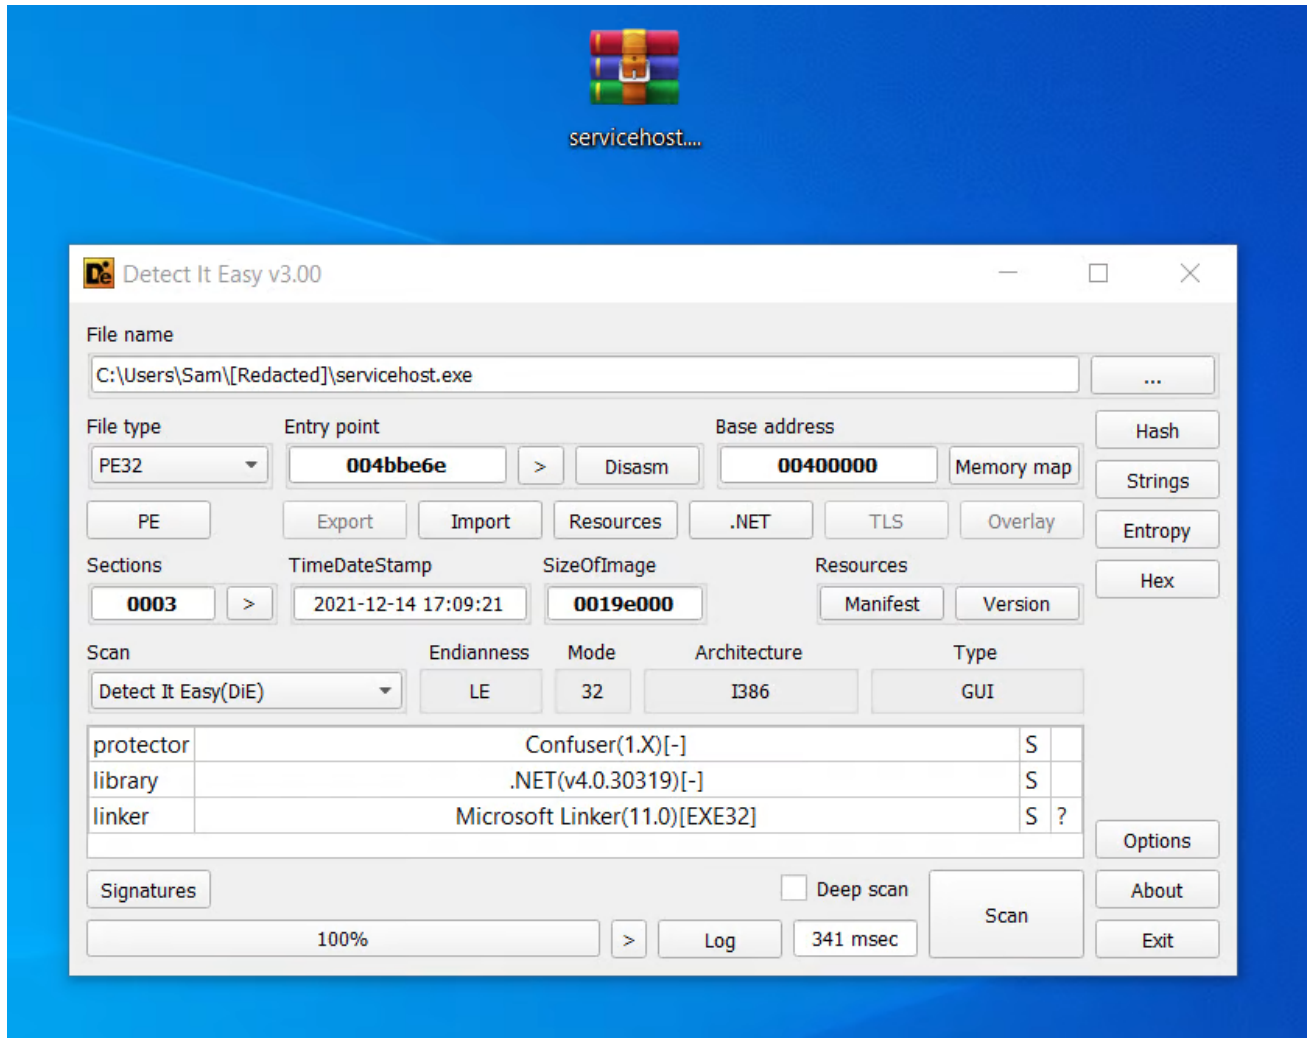 servicehost....
De Detect It Easy v3.00
File name
C:\Users\Sam\[Redacted]\servicehost.exe ...
File type Entry point Base address Hash
PE32 004bbe6e > Disasm 00400000 Memory map
Strings
PE Export Import Resources .NET TLS Overlay Entropy
Sections TimeDateStamp SizeOfImage Resources Hex
0003 > 2021-12-14 17:09:21 0019e000 Manifest Version
Scan Endianness Mode Architecture Type
Detect It Easy(DiE) LE 32 I386 GUI
protector Confuser(1.X)[-] S
library .NET(v4.0.30319)[-] S
linker Microsoft Linker(11.0)[EXE32] S ?
Options
Signatures Deep scan Scan About
100% > Log 341 msec Exit